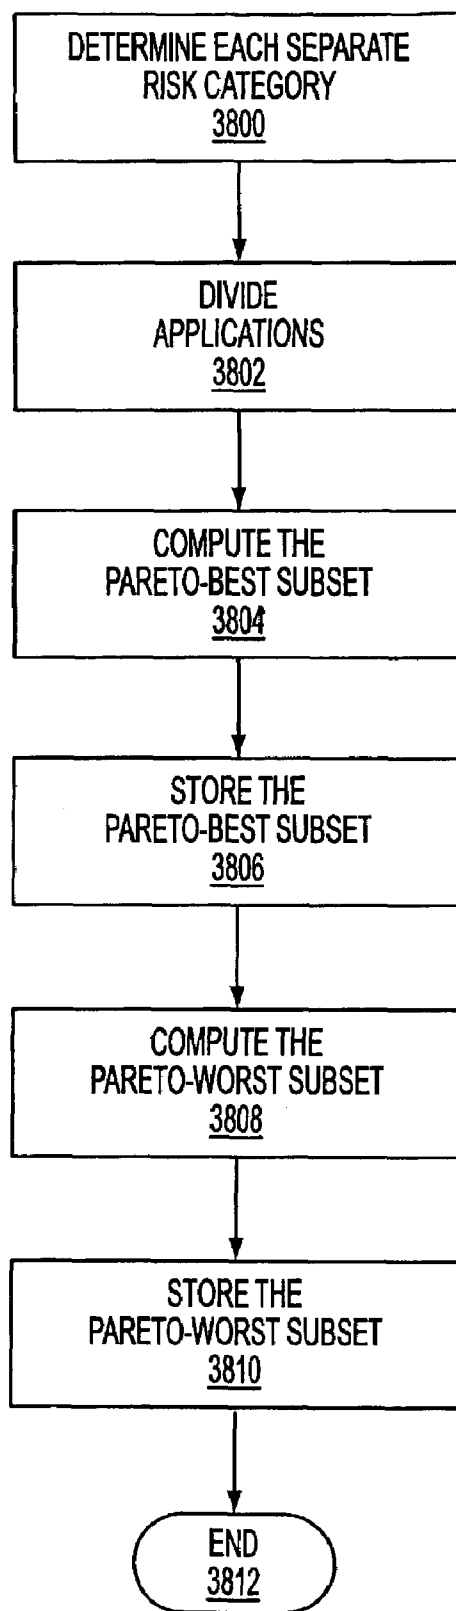 DETERMINE EACH SEPARATE
RISK CATEGORY
3800
DIVIDE
APPLICATIONS
3802
COMPUTE THE
PARETO-BEST SUBSET
3804
STORE THE
PARETO-BEST SUBSET
3806
COMPUTE THE
PARETO-WORST SUBSET
3808
STORE THE
PARETO-WORST SUBSET
3810
END
3812